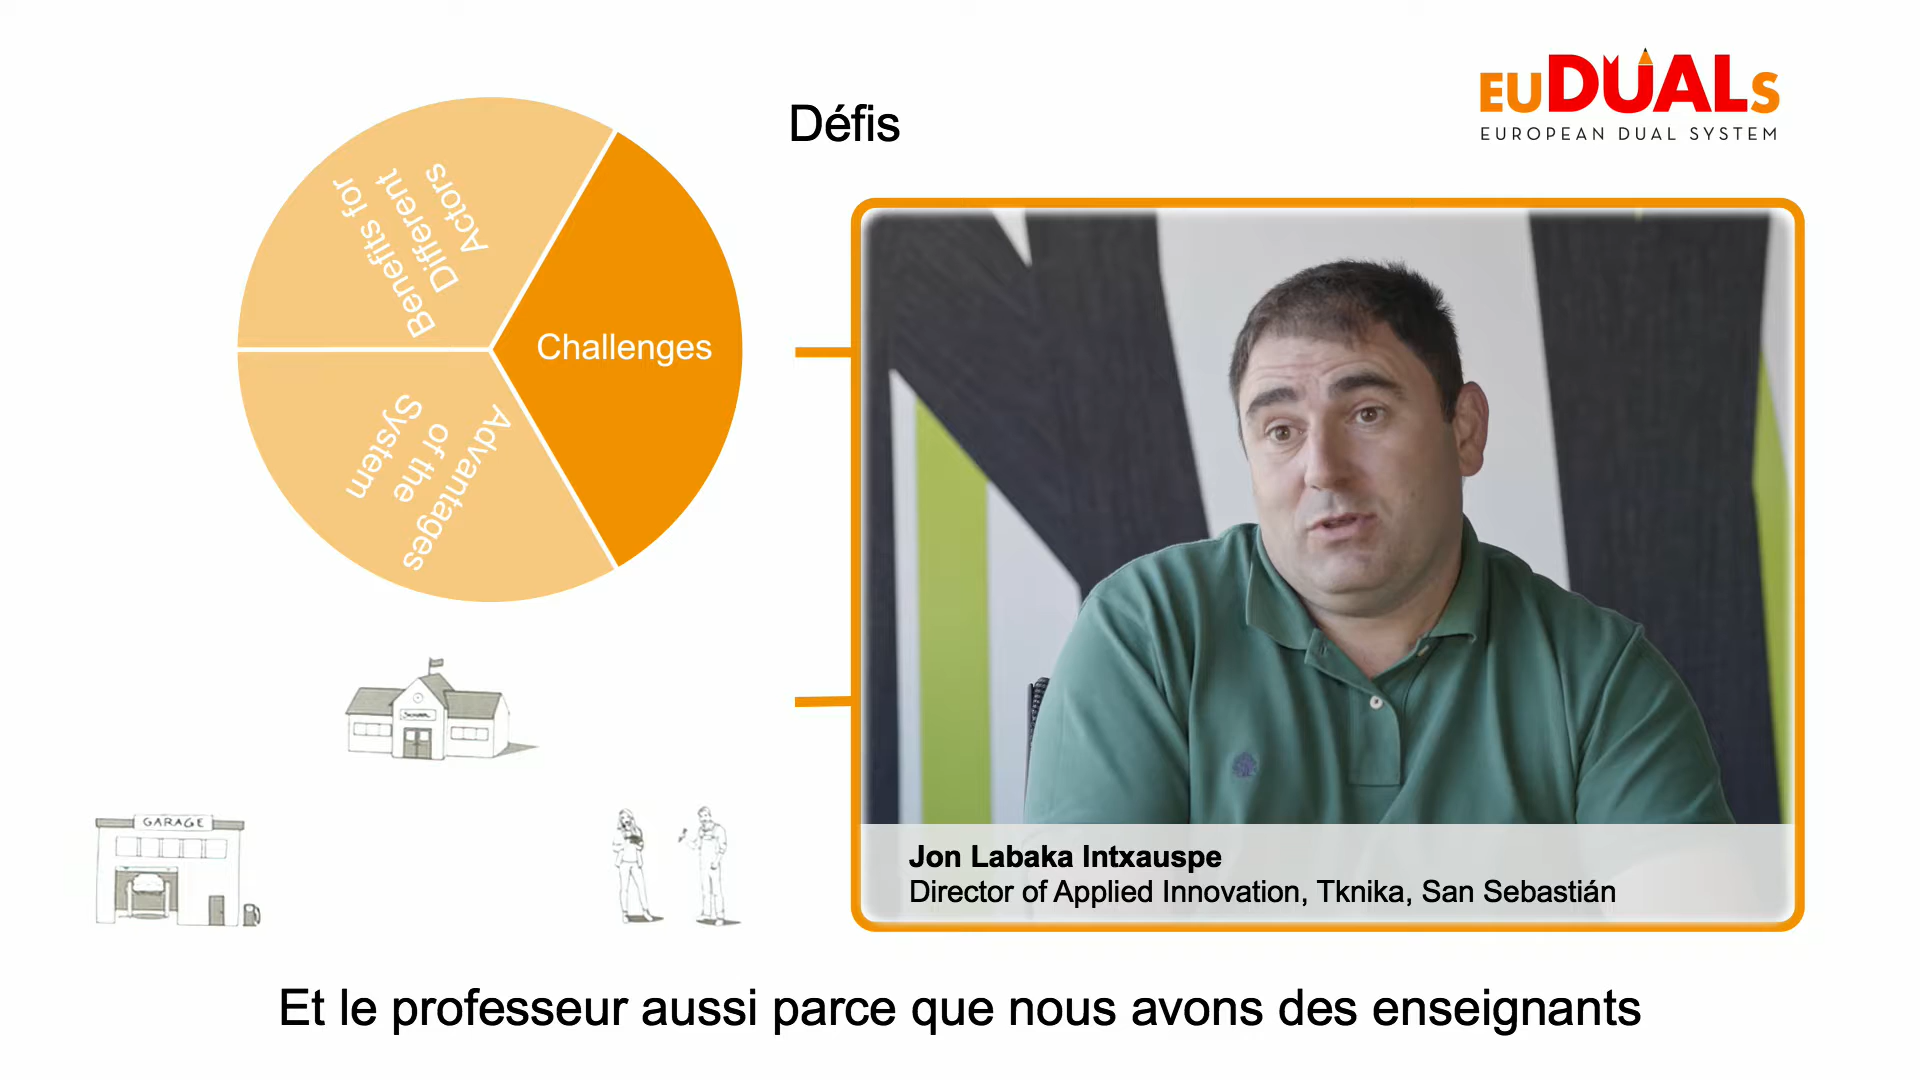 EUDUALS
EUROPEAN DUAL SYSTEM
Défis
Benefits for
Different
Actors
Challenges
Advantages
of the
System
SCHOOL
GARAGE
Jon Labaka Intxauspe
Director of Applied Innovation, Tknika, San Sebastián
Et le professeur aussi parce que nous avons des enseignants